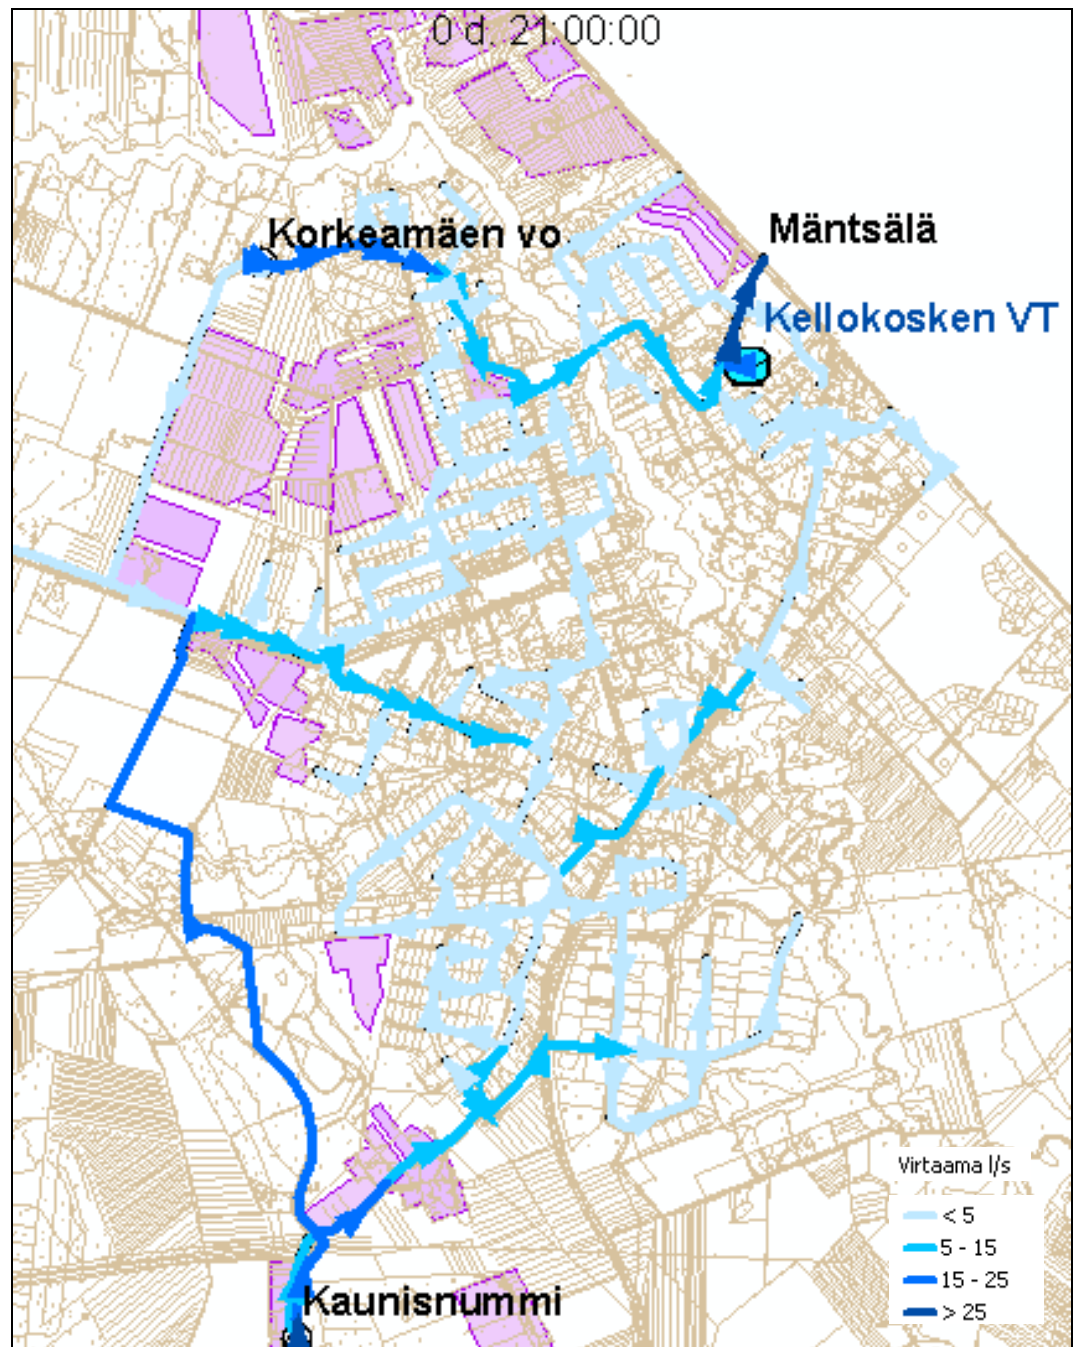 0 d. 21:00:00
Korkeamäen vo
Mäntsälä
Kellokosken VT
Virtaama l/s
< 5
5 - 15
15 - 25
> 25
Kaunisnummi